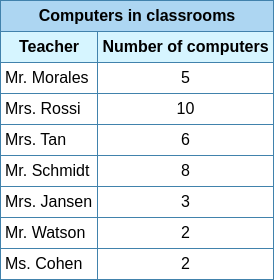 Computers in classrooms
Teacher Number of computers
Mr. Morales 5
Mrs. Rossi 10
Mrs. Tan 6
Mr. Schmidt 8
Mrs. Jansen 3
Mr. Watson 2
Ms. Cohen 2